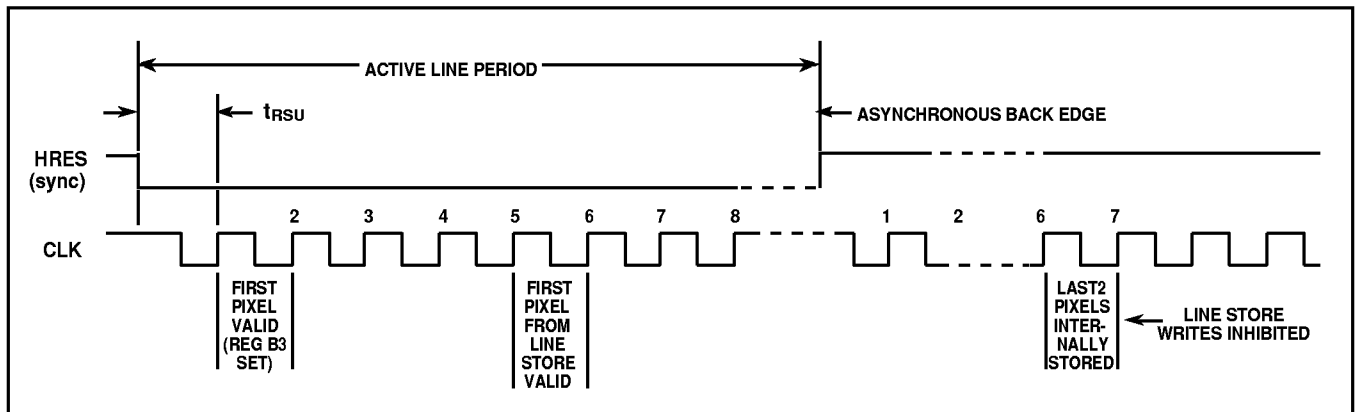 ACTIVE LINE PERIOD
tRSU
ASYNCHRONOUS BACK EDGE
HRES
(sync)
2 3 4 5 6 7 8 1 2 6 7
CLK
FIRST
PIXEL
VALID
(REG B3
SET)
FIRST
PIXEL
FROM
LINE
STORE
VALID
LAST2
PIXELS
INTER-
NALLY
STORED
LINE STORE
WRITES INHIBITED